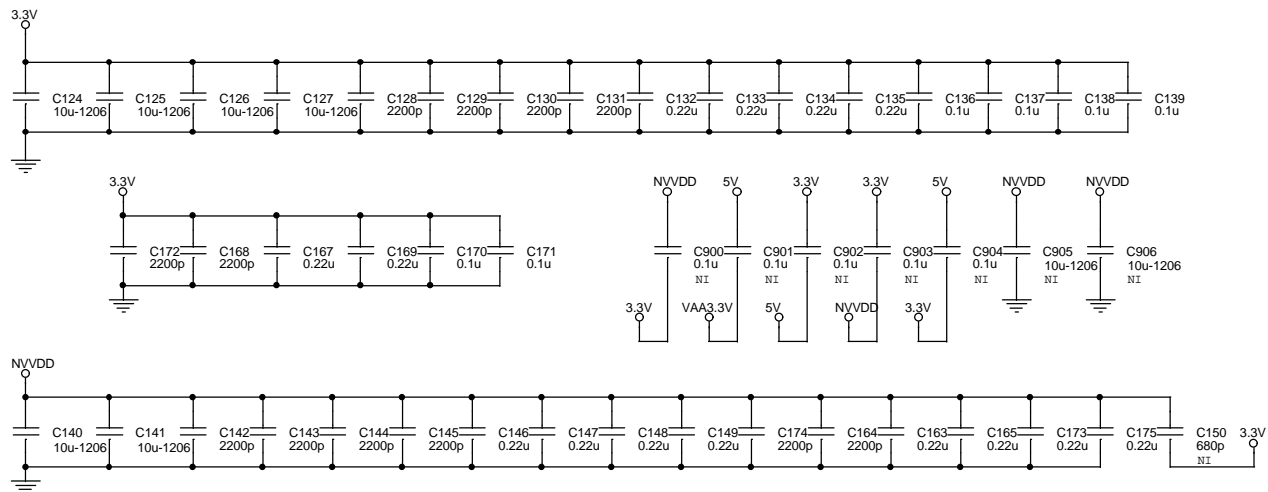 3.3V
C124 C125 C126 C127 C128 C129 C130 C131 C132 C133 C134 C135 C136 C137 C138 C139
10u-1206 10u-1206 10u-1206 10u-1206 2200p 2200p 2200p 2200p 0.22u 0.22u 0.22u 0.22u 0.1u 0.1u 0.1u 0.1u
3.3V NVVDD 5V 3.3V 3.3V 5V NVVDD NVVDD
C172 C168 C167 C169 C170 C171 C900 C901 C902 C903 C904 C905 C906
2200p 2200p 0.22u 0.22u 0.1u 0.1u 0.1u 0.1u 0.1u 0.1u 0.1u 10u-1206 10u-1206
NI NI NI NI NI NI NI
3.3V VAA3.3V 5V NVVDD 3.3V
NVVDD
C140 C141 C142 C143 C144 C145 C146 C147 C148 C149 C174 C164 C163 C165 C173 C175 C150 3.3V
10u-1206 10u-1206 2200p 2200p 2200p 2200p 0.22u 0.22u 0.22u 0.22u 2200p 2200p 0.22u 0.22u 0.22u 0.22u 680p
NI